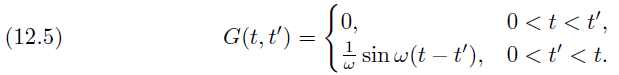 (12.5) G(t, t′) = { 0, 0 < t < t′,
1/ω sin ω(t − t′), 0 < t′ < t.